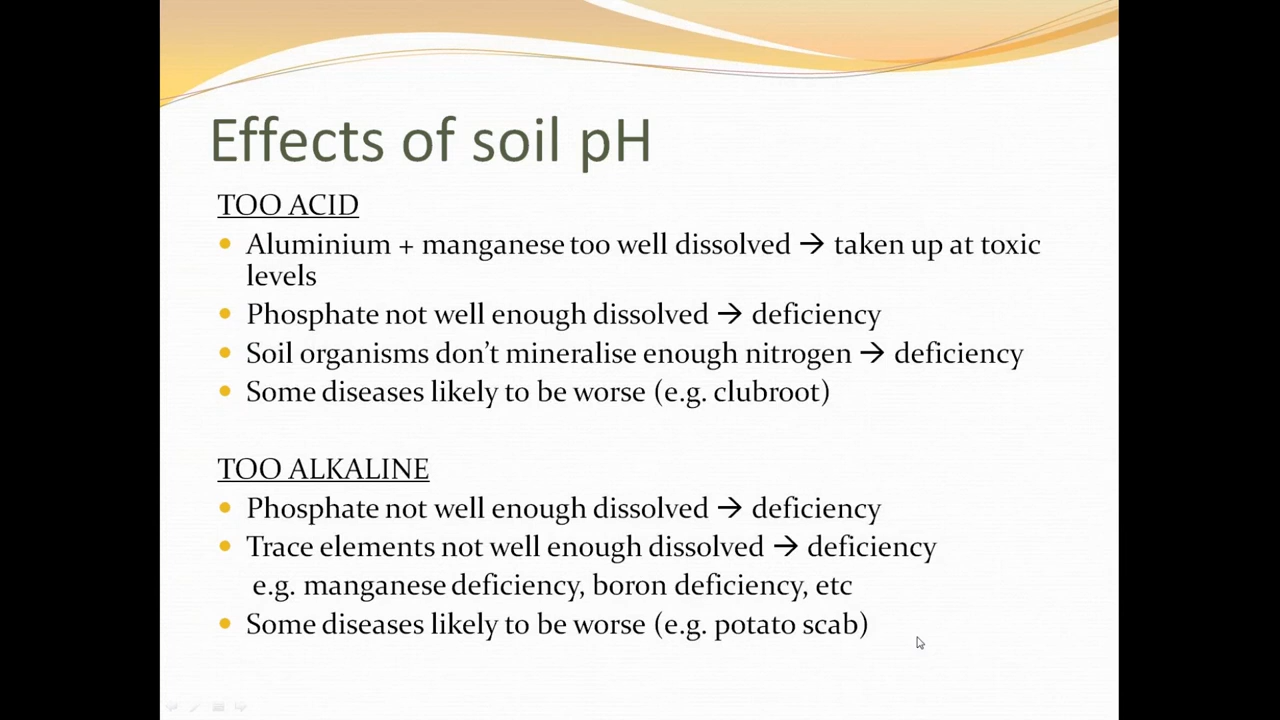 Effects of soil pH
TOO ACID
• Aluminium + manganese too well dissolved → taken up at toxic
levels
• Phosphate not well enough dissolved → deficiency
• Soil organisms don’t mineralise enough nitrogen → deficiency
• Some diseases likely to be worse (e.g. clubroot)
TOO ALKALINE
• Phosphate not well enough dissolved → deficiency
• Trace elements not well enough dissolved → deficiency
e.g. manganese deficiency, boron deficiency, etc
• Some diseases likely to be worse (e.g. potato scab)